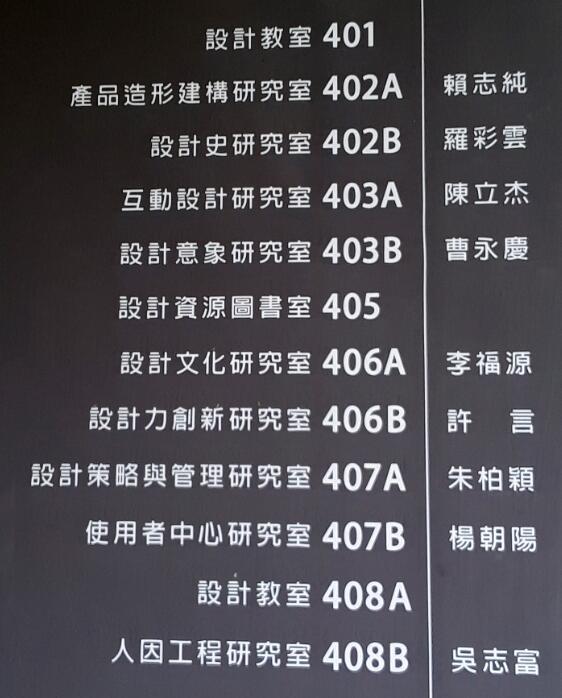 設計教室 401
產品造形建構研究室 402A 賴志純
設計史研究室 402B 羅彩雲
互動設計研究室 403A 陳立杰
設計意象研究室 403B 曹永慶
設計資源圖書室 405
設計文化研究室 406A 李福源
設計力創新研究室 406B 許 言
設計策略與管理研究室 407A 朱柏穎
使用者中心研究室 407B 楊朝陽
設計教室 408A
人因工程研究室 408B 吳志富